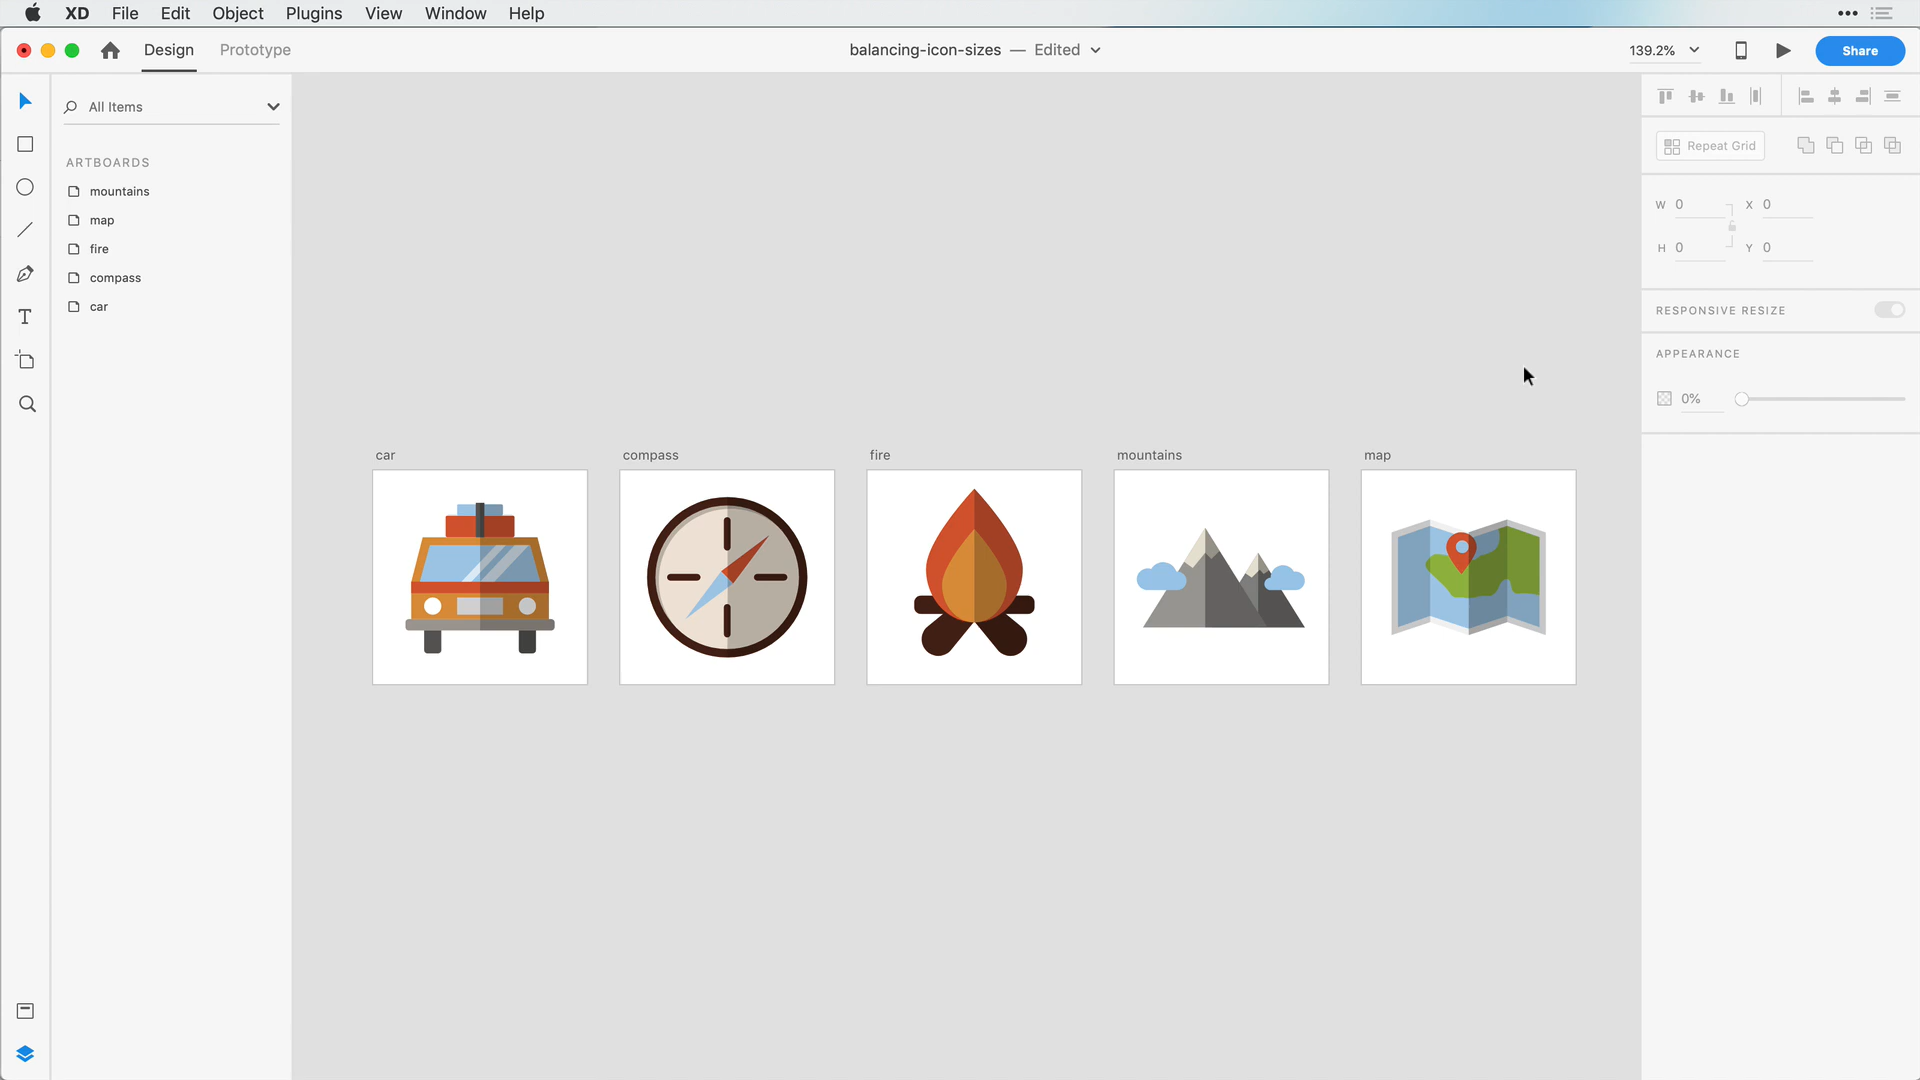 XD File Edit Object Plugins View Window Help
Design Prototype balancing-icon-sizes — Edited 139.2% Share
All Items
ARTBOARDS
mountains
map
fire
compass
car
car compass fire mountains map
Repeat Grid
W 0 X 0
H 0 Y 0
RESPONSIVE RESIZE
APPEARANCE
0%